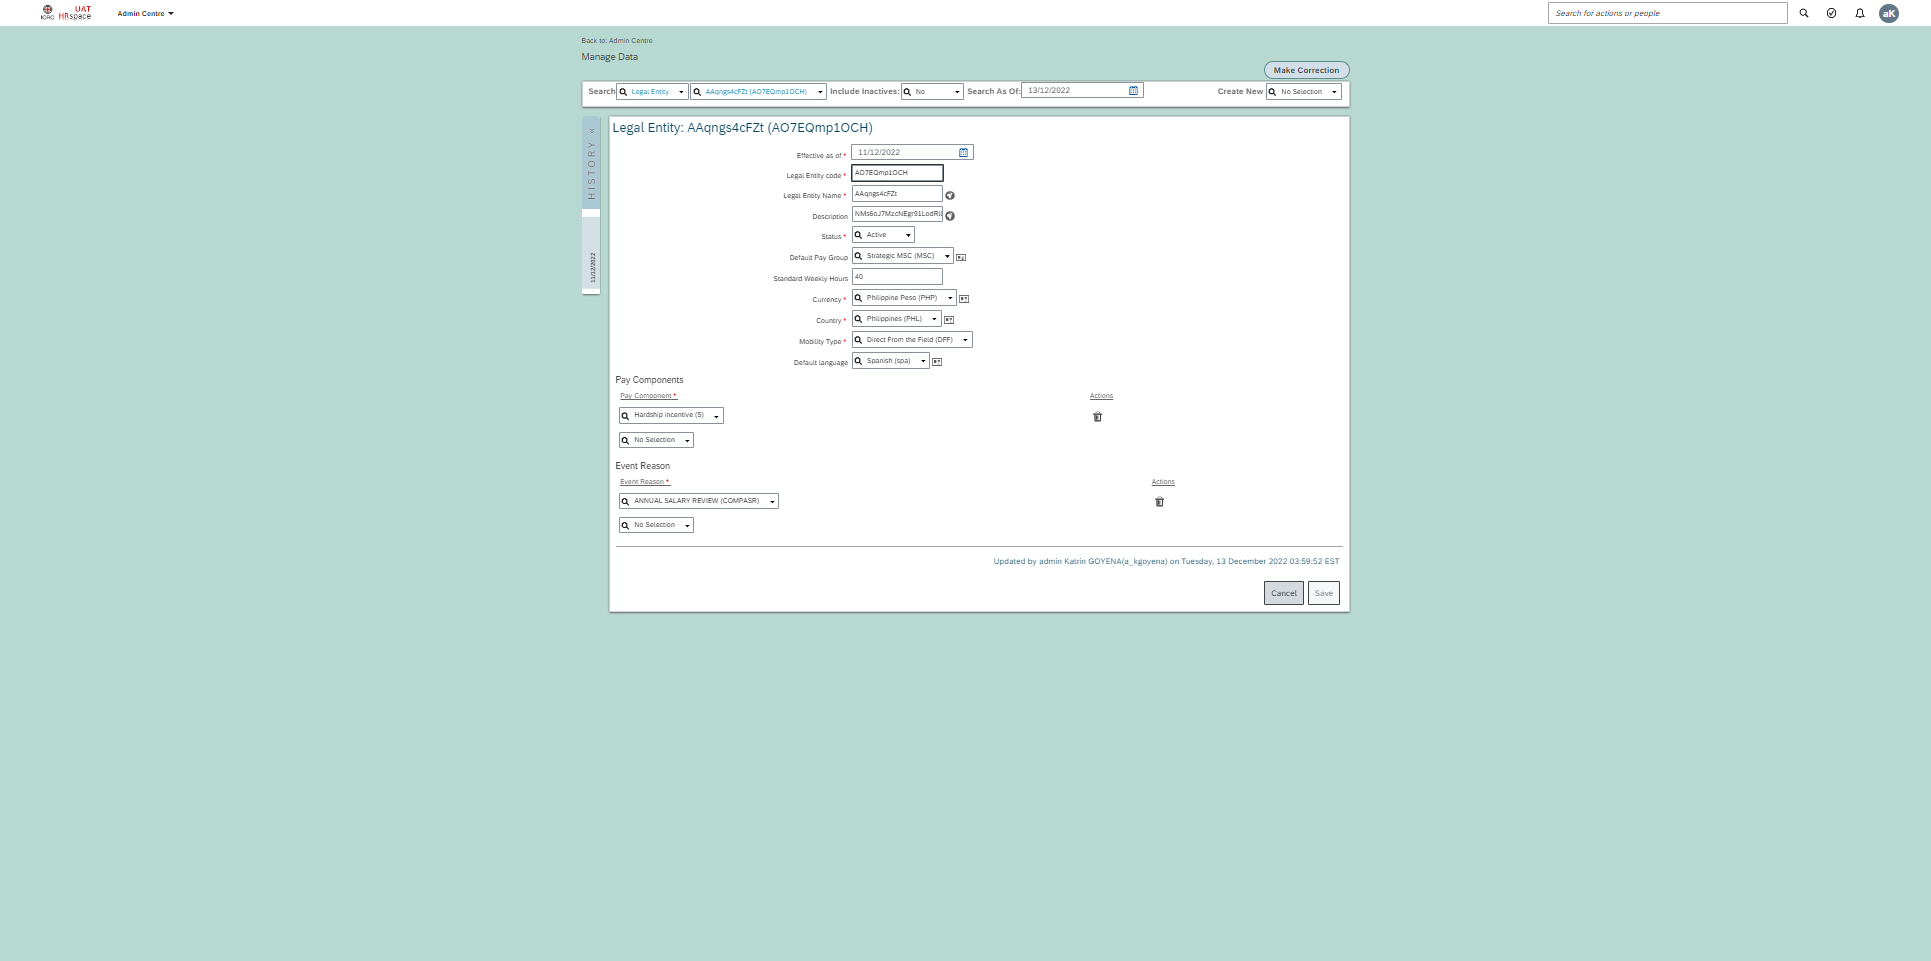 ICRC
UAT
HRspace
Admin Centre
Search for actions or people
aK
Back to: Admin Centre
Manage Data
Make Correction
Search Legal Entity AAqngs4cFZt (AO7EQmp1OCH) Include Inactives: No Search As Of: 13/12/2022 Create New No Selection
HISTORY
11/12/2022
Legal Entity: AAqngs4cFZt (AO7EQmp1OCH)
Effective as of * 11/12/2022
Legal Entity code * AO7EQmp1OCH
Legal Entity Name * AAqngs4cFZt
Description
Status * Active
Default Pay Group Strategic MSC (MSC)
Standard Weekly Hours 40
Currency * Philippine Peso (PHP)
Country * Philippines (PHL)
Mobility Type * Direct From the Field (DFF)
Default language Spanish (spa)
Pay Components
Pay Component * Actions
Hardship incentive (5)
No Selection
Event Reason
Event Reason * Actions
ANNUAL SALARY REVIEW (COMPASR)
No Selection
Updated by admin Katrin GOYENA(a_kgoyena) on Tuesday, 13 December 2022 03:59:52 EST
Cancel Save